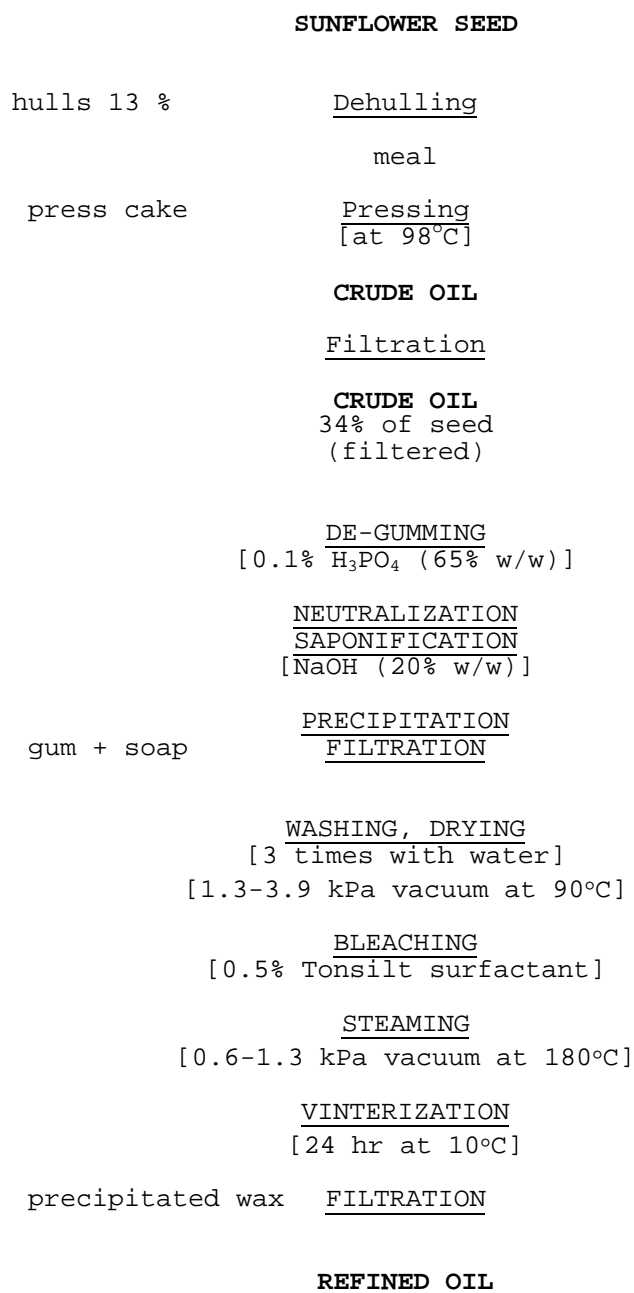 SUNFLOWER SEED
hulls 13 % Dehulling
meal
press cake Pressing
[at 98°C]
CRUDE OIL
Filtration
CRUDE OIL
34% of seed
(filtered)
DE-GUMMING
[0.1% H₃PO₄ (65% w/w)]
NEUTRALIZATION
SAPONIFICATION
[NaOH (20% w/w)]
PRECIPITATION
gum + soap FILTRATION
WASHING, DRYING
[3 times with water]
[1.3-3.9 kPa vacuum at 90°C]
BLEACHING
[0.5% Tonsilt surfactant]
STEAMING
[0.6-1.3 kPa vacuum at 180°C]
VINTERIZATION
[24 hr at 10°C]
precipitated wax FILTRATION
REFINED OIL